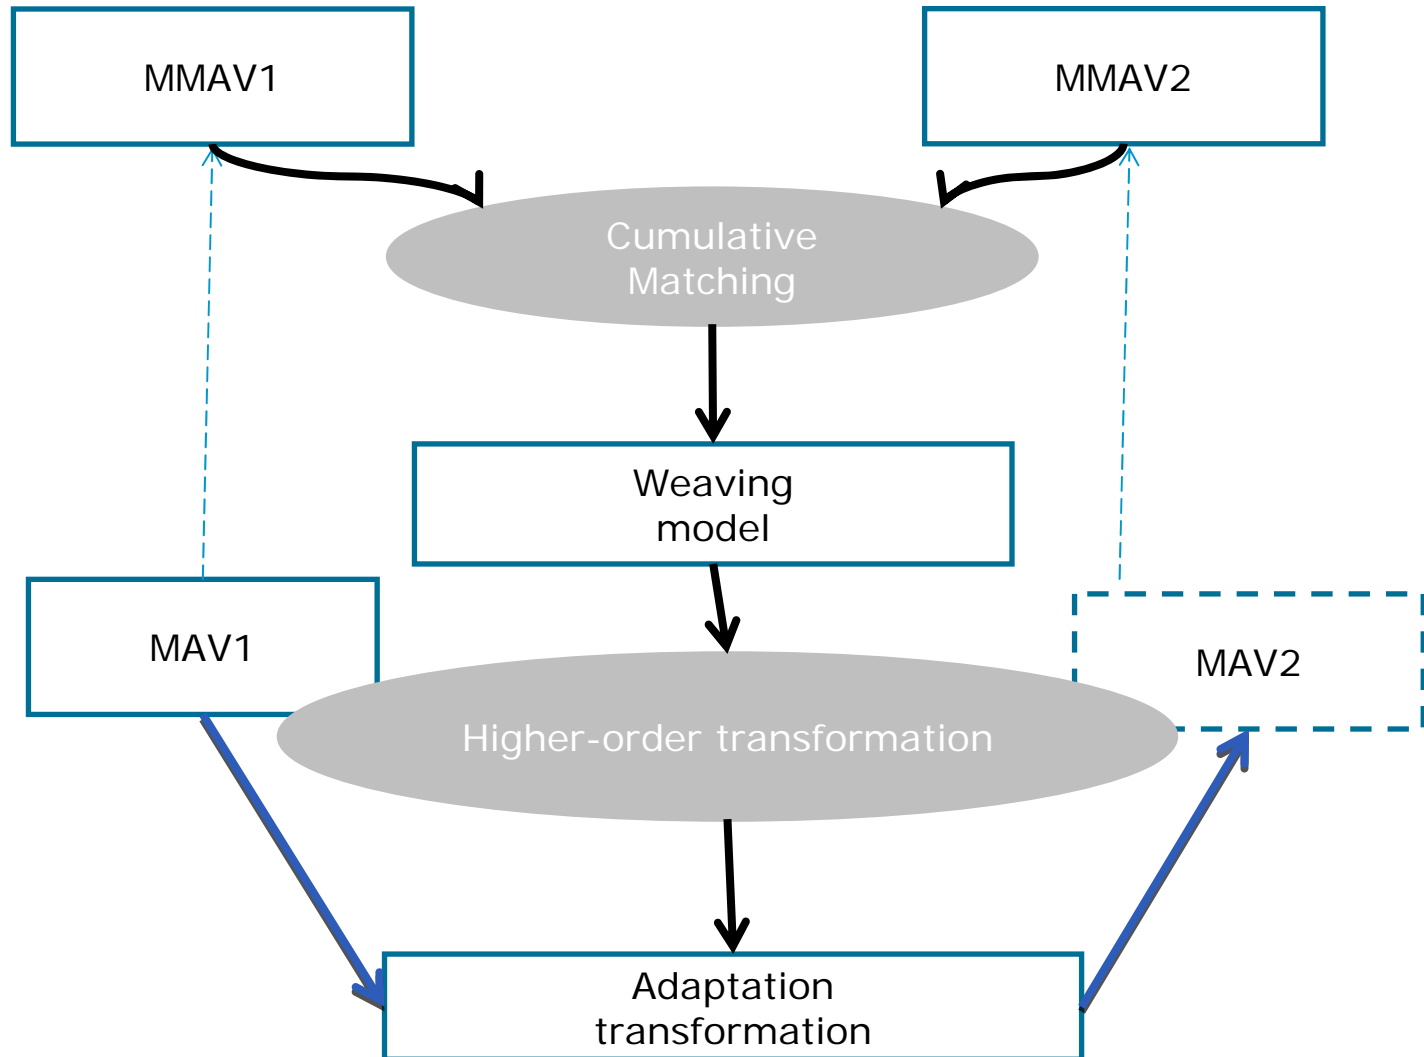 MMAV1
MMAV2
Cumulative
Matching
Weaving
model
MAV1
MAV2
Higher-order transformation
Adaptation
transformation